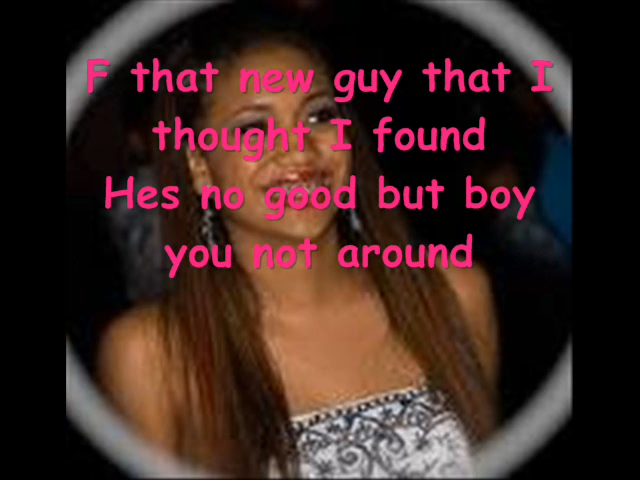 F that new guy that I
thought I found
Hes no good but boy
you not around